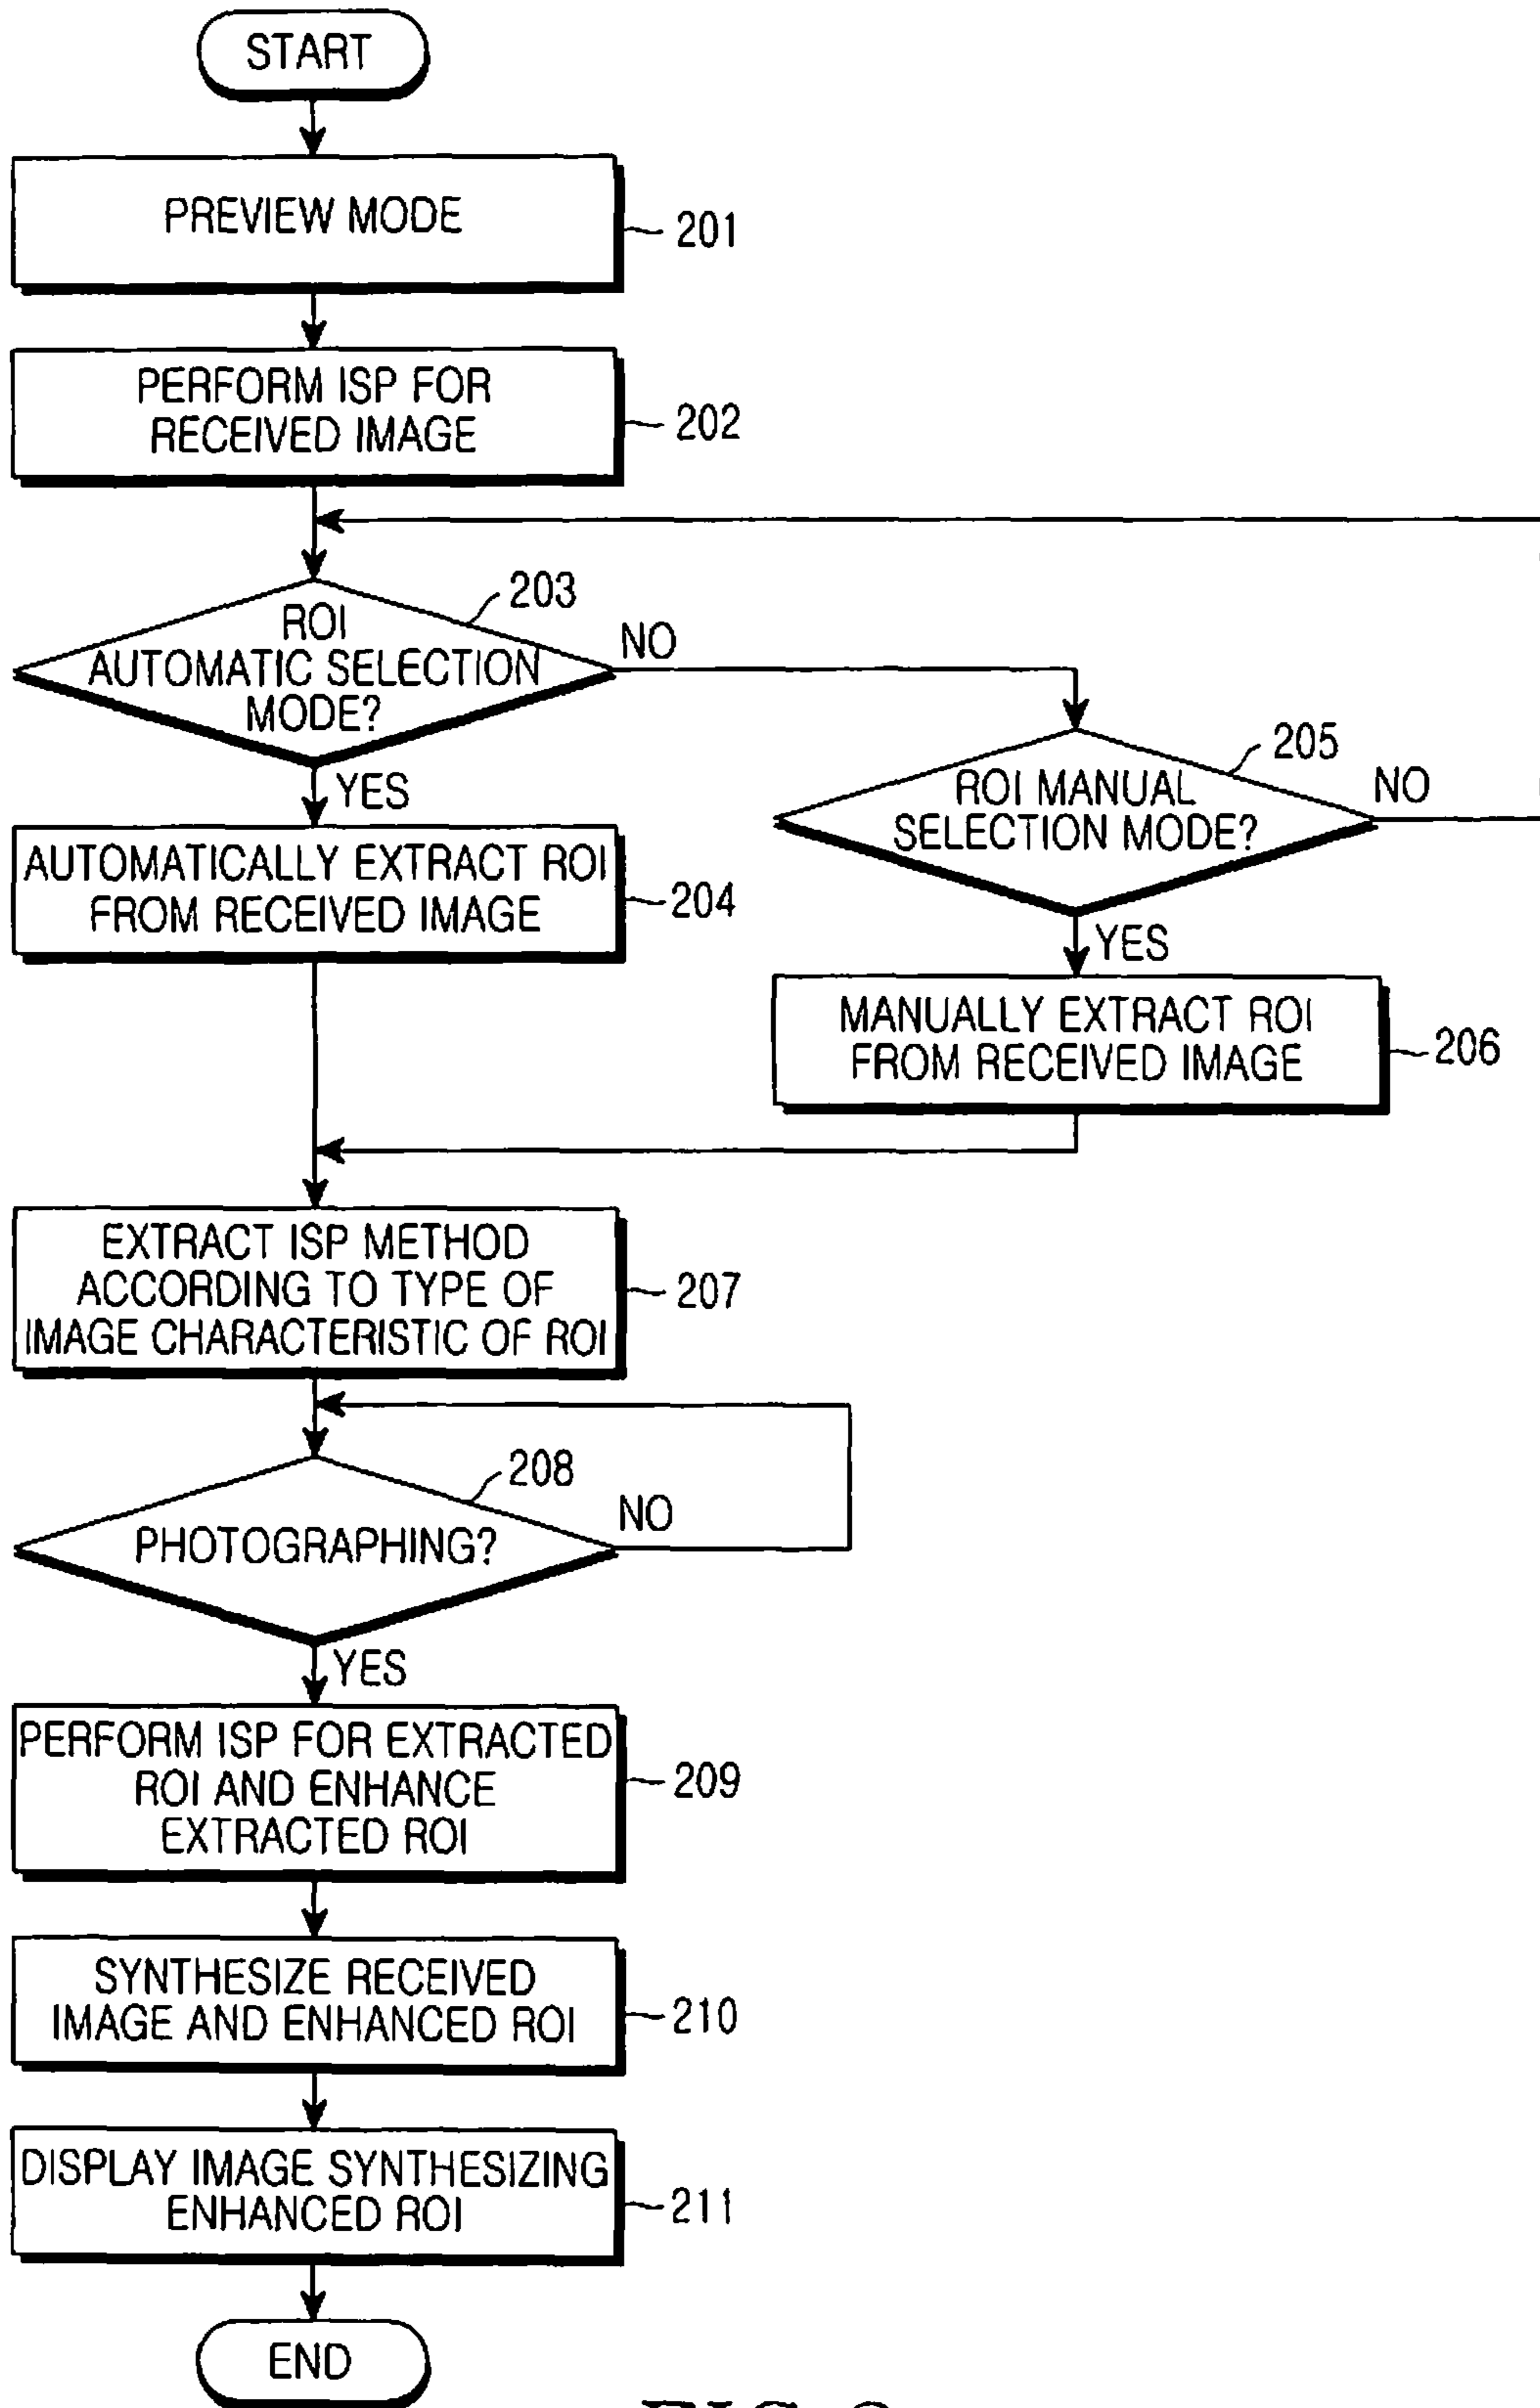 START
PREVIEW MODE
201
PERFORM ISP FOR
RECEIVED IMAGE
202
203
ROI
AUTOMATIC SELECTION
MODE?
NO
YES
205
ROI MANUAL
SELECTION MODE?
NO
YES
AUTOMATICALLY EXTRACT ROI
FROM RECEIVED IMAGE
204
MANUALLY EXTRACT ROI
FROM RECEIVED IMAGE
206
EXTRACT ISP METHOD
ACCORDING TO TYPE OF
IMAGE CHARACTERISTIC OF ROI
207
208
PHOTOGRAPHING?
NO
YES
PERFORM ISP FOR EXTRACTED
ROI AND ENHANCE
EXTRACTED ROI
209
SYNTHESIZE RECEIVED
IMAGE AND ENHANCED ROI
210
DISPLAY IMAGE SYNTHESIZING
ENHANCED ROI
211
END